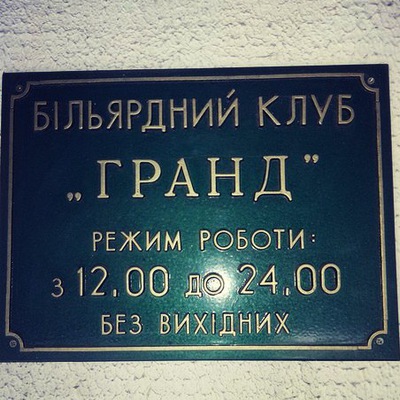 БІЛЬЯРДНИЙ КЛУБ
„ГРАНД”
РЕЖИМ РОБОТИ:
З 12.00 ДО 24.00
БЕЗ ВИХІДНИХ